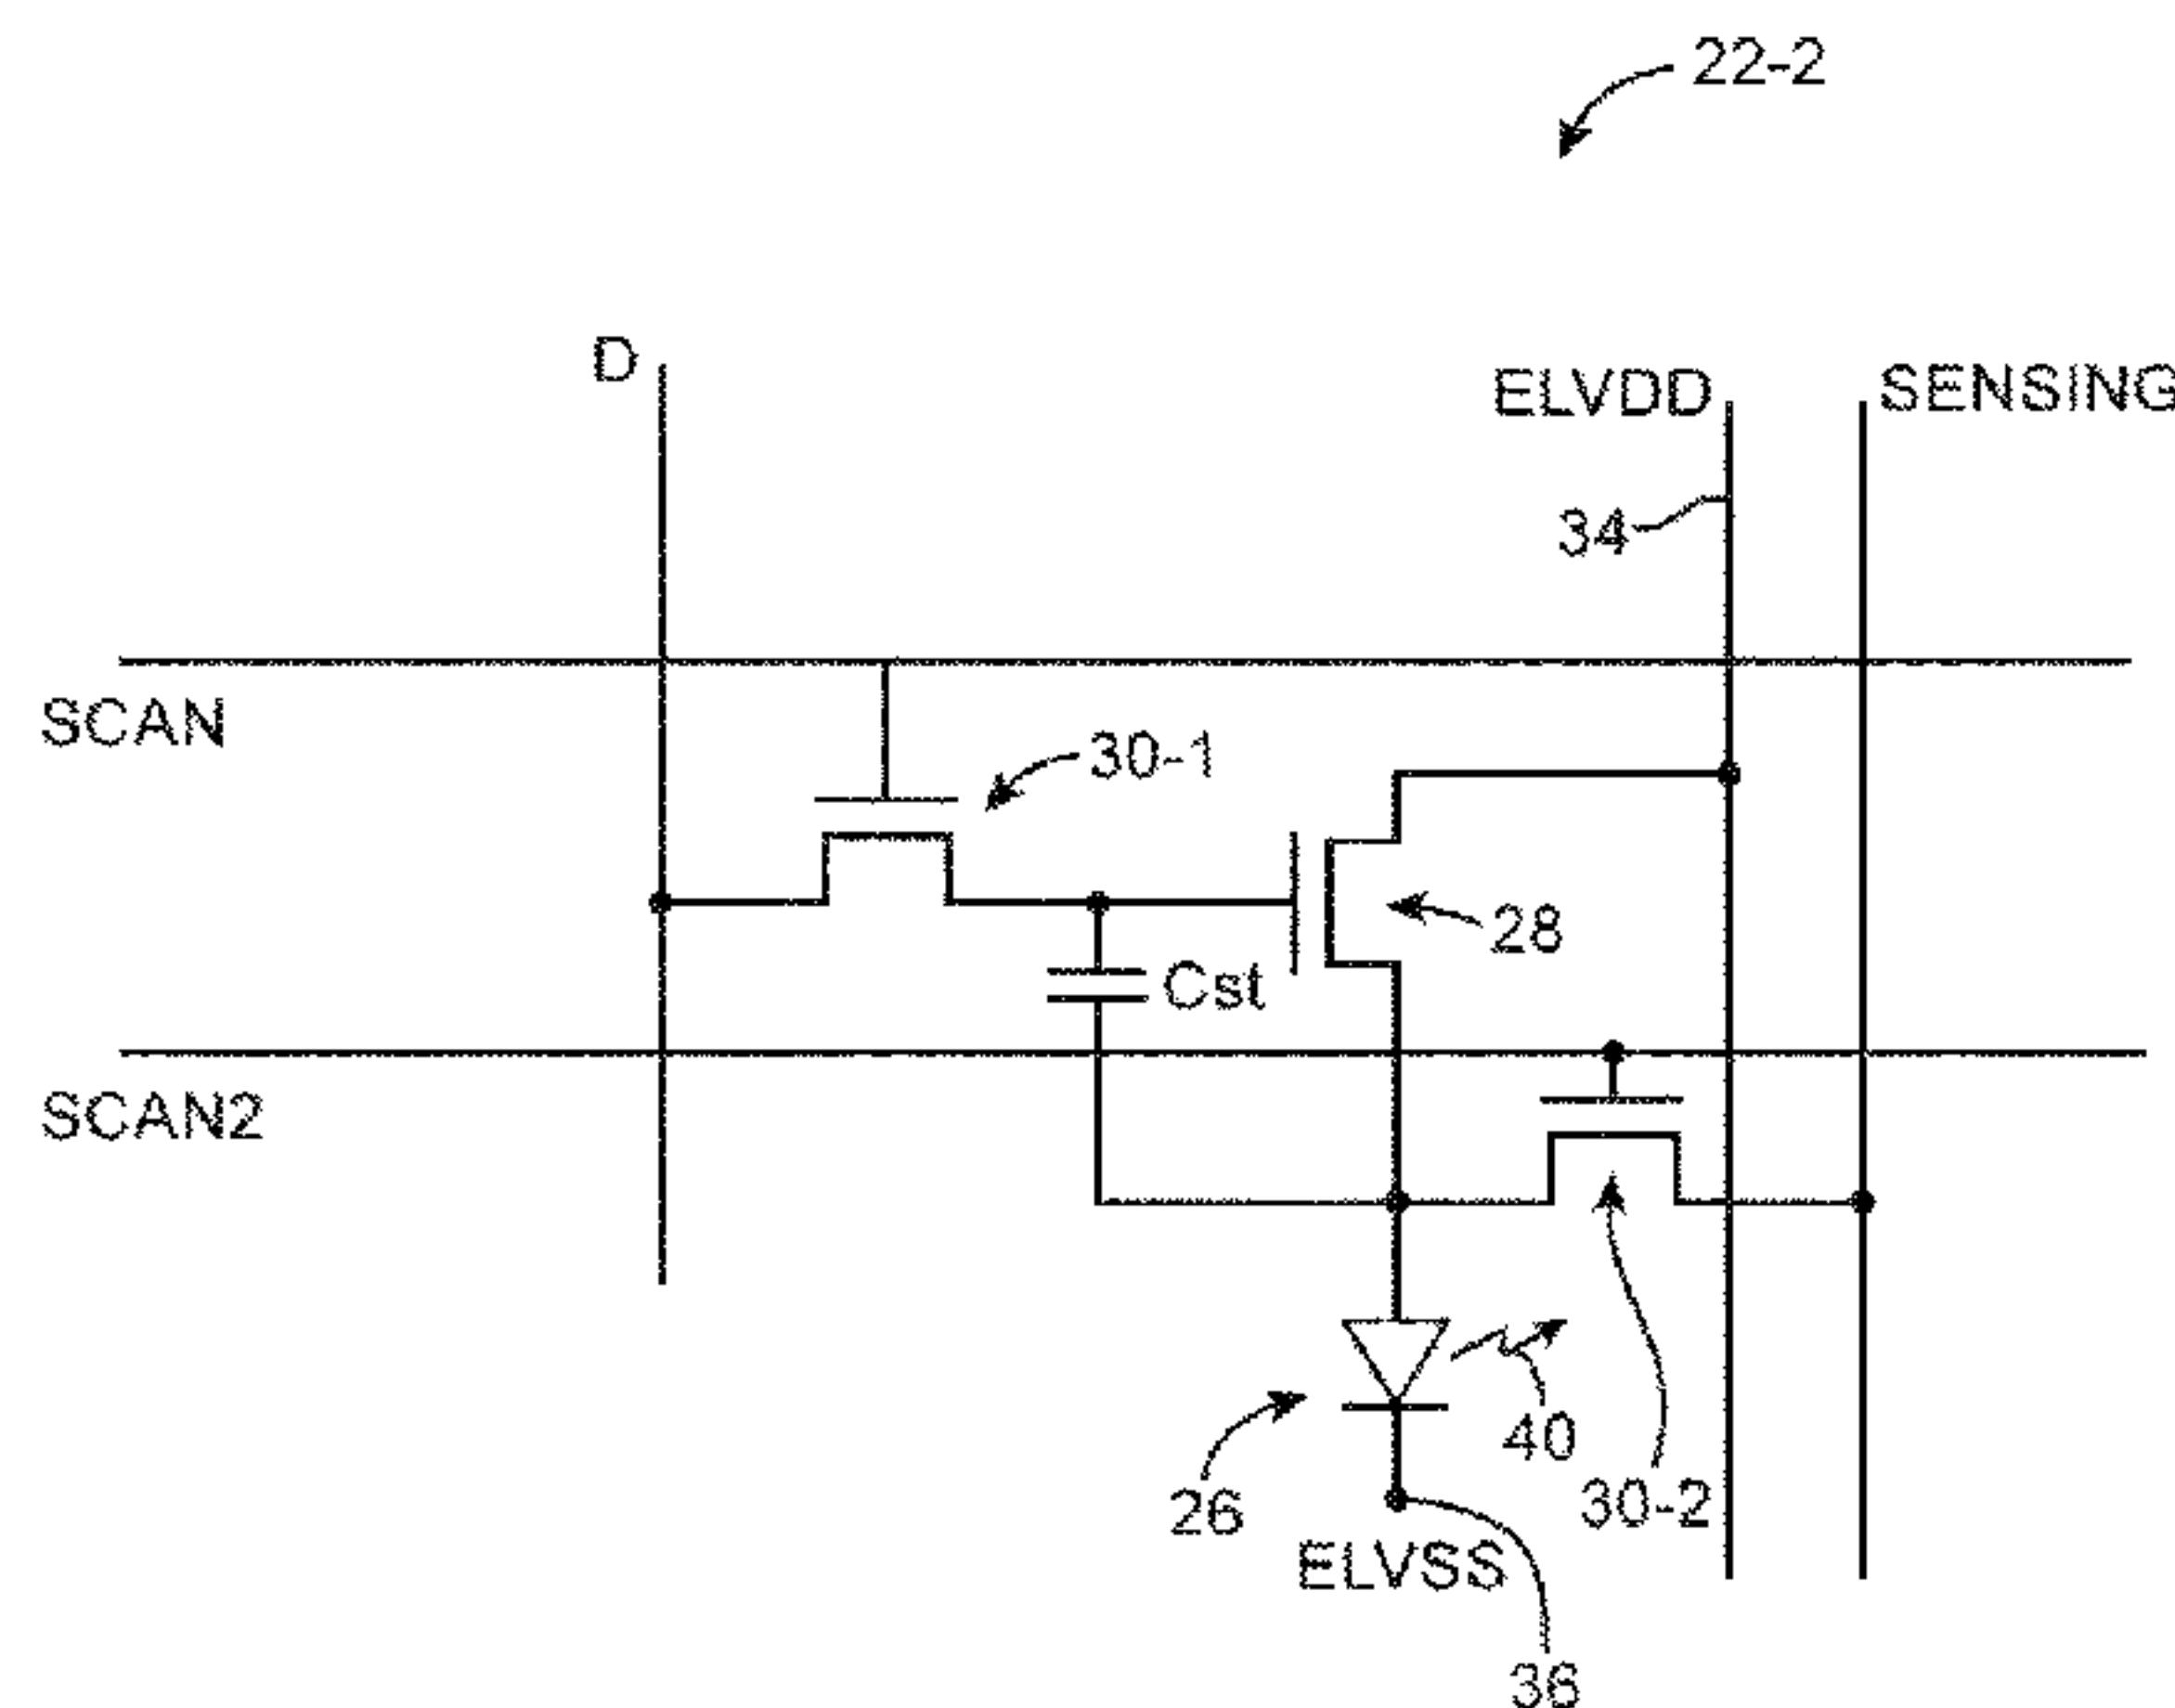 22-2
D
ELVDD
SENSING
34
SCAN
30-1
28
Cst
SCAN2
40
26
30-2
ELVSS
36